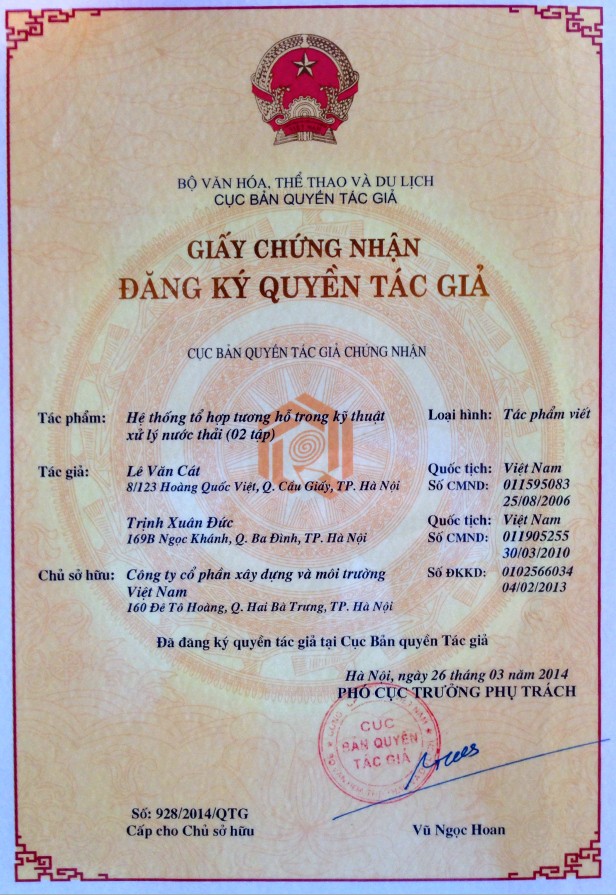 BỘ VĂN HÓA, THỂ THAO VÀ DU LỊCH
CỤC BẢN QUYỀN TÁC GIẢ
GIẤY CHỨNG NHẬN
ĐĂNG KÝ QUYỀN TÁC GIẢ
CỤC BẢN QUYỀN TÁC GIẢ CHỨNG NHẬN
Tác phẩm: Hệ thống tổ hợp tương hỗ trong kỹ thuật Loại hình: Tác phẩm viết
xử lý nước thải (02 tập)
Tác giả: Lê Văn Cát Quốc tịch: Việt Nam
8/123 Hoàng Quốc Việt, Q. Cầu Giấy, TP. Hà Nội Số CMND: 011595083
25/08/2006
Trịnh Xuân Đức Quốc tịch: Việt Nam
169B Ngọc Khánh, Q. Ba Đình, TP. Hà Nội Số CMND: 011905255
30/03/2010
Chủ sở hữu: Công ty cổ phần xây dựng và môi trường Số ĐKKD: 0102566034
Việt Nam 04/02/2013
160 Đê Tô Hoàng, Q. Hai Bà Trưng, TP. Hà Nội
Đã đăng ký quyền tác giả tại Cục Bản quyền Tác giả
Hà Nội, ngày 26 tháng 03 năm 2014
PHÓ CỤC TRƯỞNG PHỤ TRÁCH
CỤC
BẢN QUYỀN
TÁC GIẢ
Số: 928/2014/QTG
Cấp cho Chủ sở hữu Vũ Ngọc Hoan